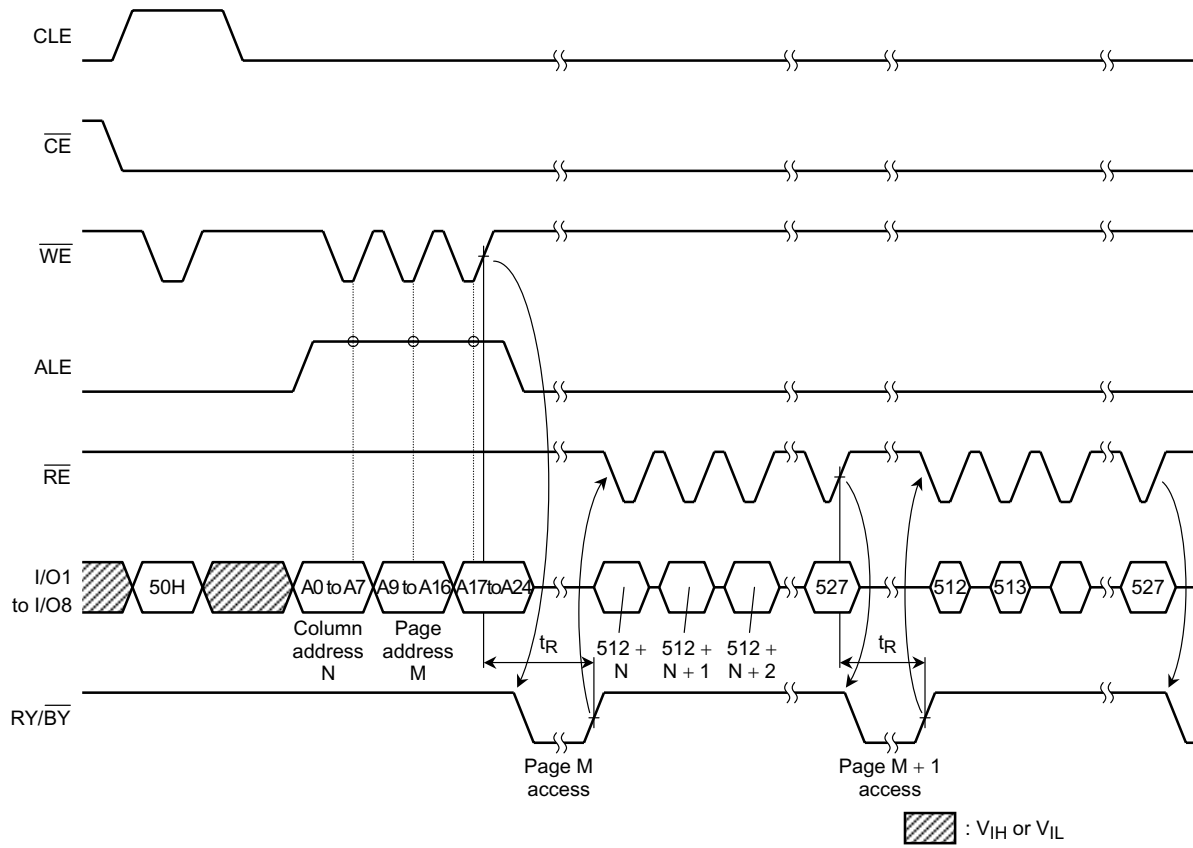 CLE
CE
WE
ALE
RE
I/O1
to I/O8
50H
A0 to A7
A9 to A16
A17 to A24
527
512
513
527
Column
address
N
Page
address
M
tR
512 +
N
512 +
N + 1
512 +
N + 2
tR
RY/BY
Page M
access
Page M + 1
access
: VIH or VIL